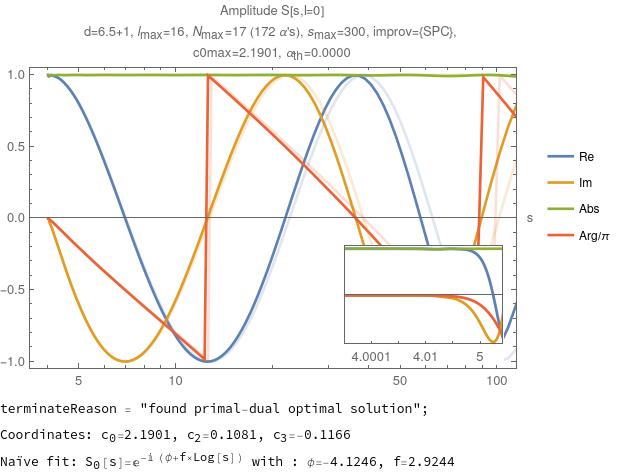 Amplitude S[s,l=0]
d=6.5+1, lmax=16, Nmax=17 (172 α's), smax=300, improv={SPC},
c0max=2.1901, αth=0.0000
1.0
0.5
0.0
-0.5
-1.0
5 10 50 100
s
Re
Im
Abs
Arg/π
4.0001 4.01 5
terminateReason = "found primal-dual optimal solution";
Coordinates: c0=2.1901, c2=0.1081, c3=-0.1166
Naïve fit: S0[s]=e^-i (ϕ+f×Log[s]) with : ϕ=-4.1246, f=2.9244